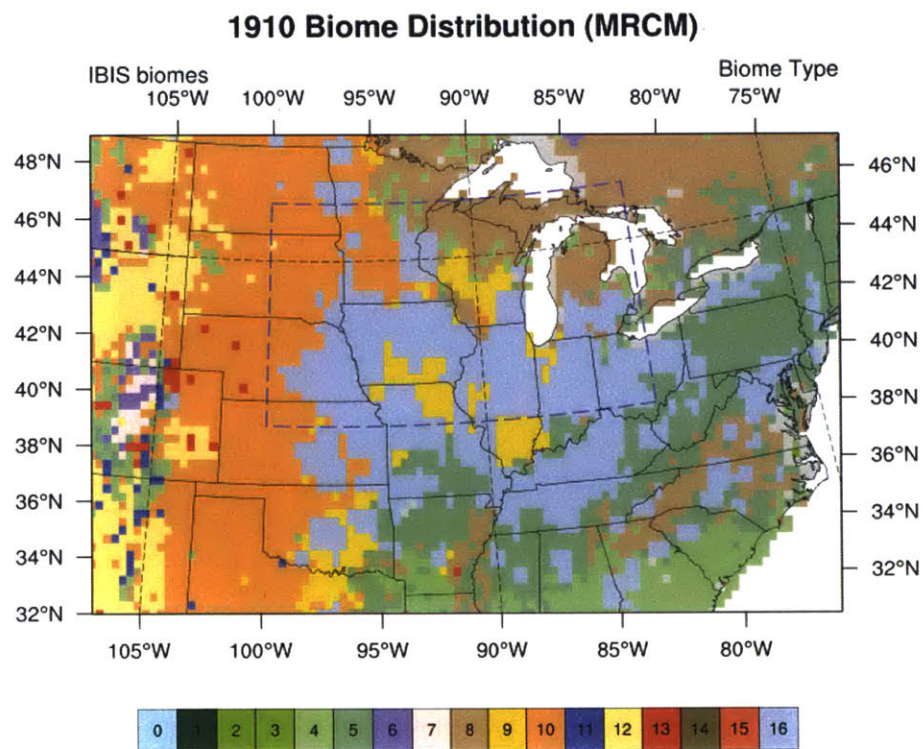 1910 Biome Distribution (MRCM)
IBIS biomes
Biome Type
105°W 100°W 95°W 90°W 85°W 80°W 75°W
48°N
46°N
44°N
42°N
40°N
38°N
36°N
34°N
32°N
46°N
44°N
42°N
40°N
38°N
36°N
34°N
32°N
105°W 100°W 95°W 90°W 85°W 80°W
0 1 2 3 4 5 6 7 8 9 10 11 12 13 14 15 16